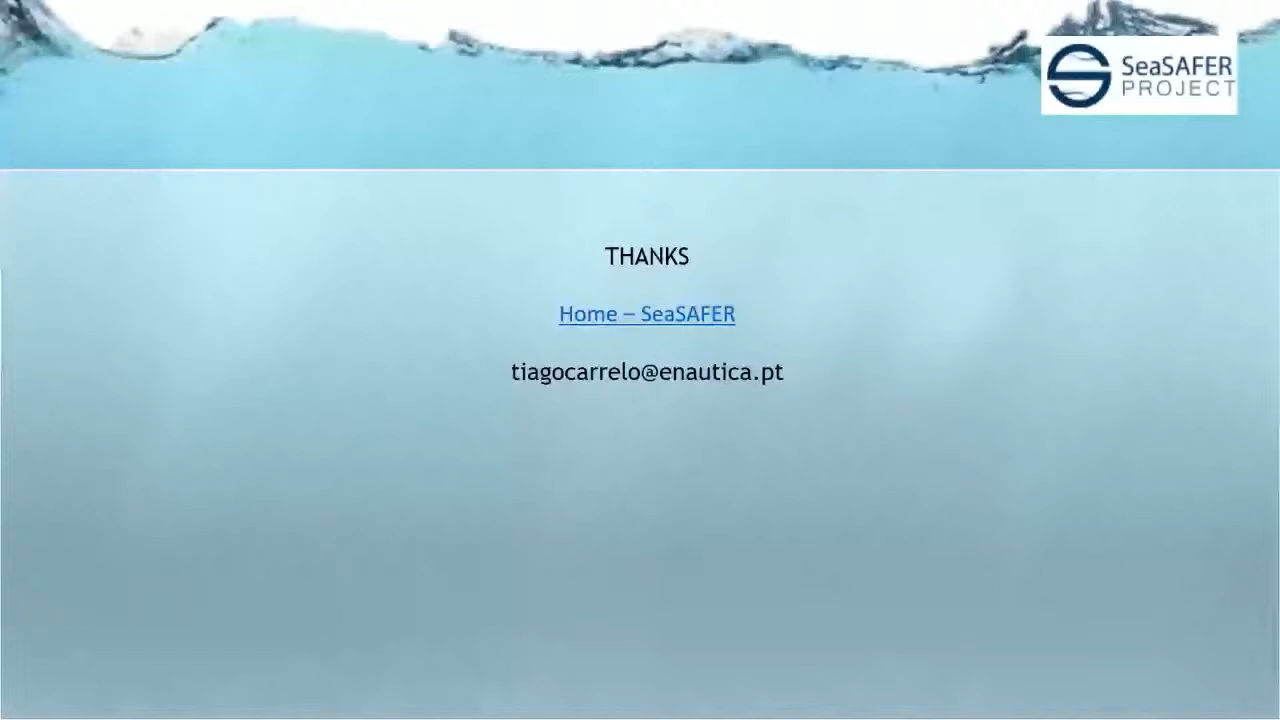 SeaSAFER
PROJECT
THANKS
Home – SeaSAFER
tiagocarrelo@enautica.pt